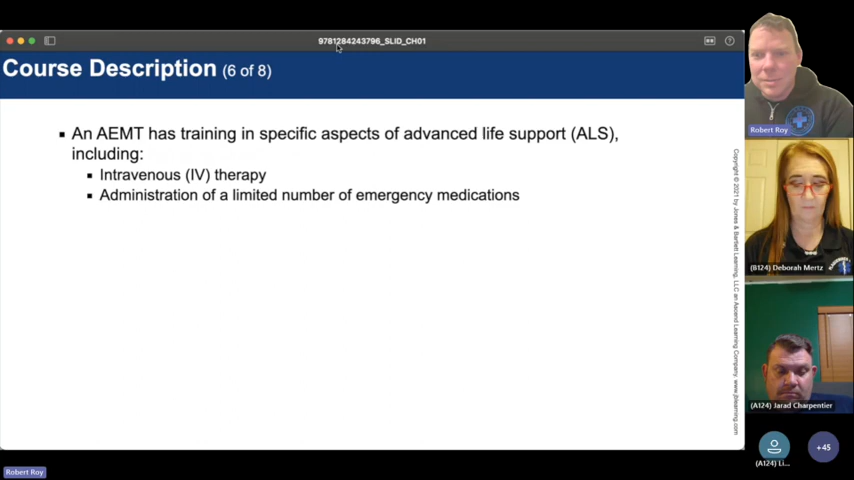 9781284243796_SLID_CH01
Course Description (6 of 8)
▪ An AEMT has training in specific aspects of advanced life support (ALS),
including:
▪ Intravenous (IV) therapy
▪ Administration of a limited number of emergency medications
Copyright © 2021 by Jones & Bartlett Learning, LLC an Ascend Learning Company. www.jblearning.com
Robert Roy
(B124) Deborah Mertz
(A124) Jarad Charpentier
(A124) Li...
+45
Robert Roy